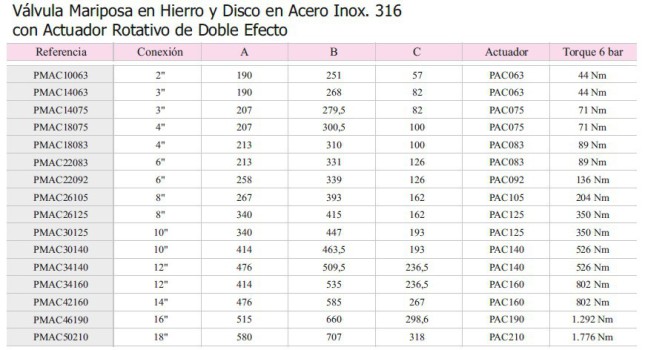 Válvula Mariposa en Hierro y Disco en Acero Inox. 316
con Actuador Rotativo de Doble Efecto
Referencia Conexión A B C Actuador Torque 6 bar
PMAC10063 2" 190 251 57 PAC063 44 Nm
PMAC14063 3" 190 268 82 PAC063 44 Nm
PMAC14075 3" 207 279,5 82 PAC075 71 Nm
PMAC18075 4" 207 300,5 100 PAC075 71 Nm
PMAC18083 4" 213 310 100 PAC083 89 Nm
PMAC22083 6" 213 331 126 PAC083 89 Nm
PMAC22092 6" 258 339 126 PAC092 136 Nm
PMAC26105 8" 267 393 162 PAC105 204 Nm
PMAC26125 8" 340 415 162 PAC125 350 Nm
PMAC30125 10" 340 447 193 PAC125 350 Nm
PMAC30140 10" 414 463,5 193 PAC140 526 Nm
PMAC34140 12" 476 509,5 236,5 PAC140 526 Nm
PMAC34160 12" 414 535 236,5 PAC160 802 Nm
PMAC42160 14" 476 585 267 PAC160 802 Nm
PMAC46190 16" 515 660 298,6 PAC190 1.292 Nm
PMAC50210 18" 580 707 318 PAC210 1.776 Nm